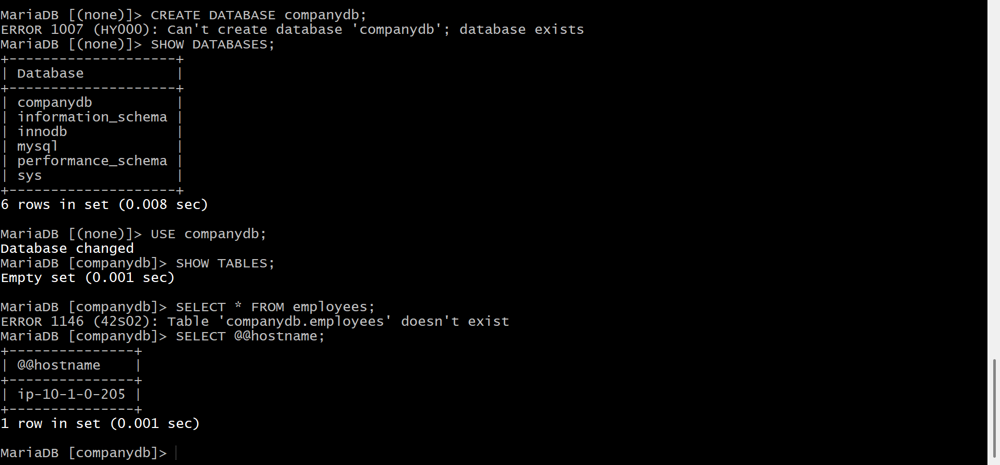 MariaDB [(none)]> CREATE DATABASE companydb;
ERROR 1007 (HY000): Can't create database 'companydb'; database exists
MariaDB [(none)]> SHOW DATABASES;
+--------------------+
| Database           |
+--------------------+
| companydb          |
| information_schema |
| innodb             |
| mysql              |
| performance_schema |
| sys                |
+--------------------+
6 rows in set (0.008 sec)

MariaDB [(none)]> USE companydb;
Database changed
MariaDB [companydb]> SHOW TABLES;
Empty set (0.001 sec)

MariaDB [companydb]> SELECT * FROM employees;
ERROR 1146 (42S02): Table 'companydb.employees' doesn't exist
MariaDB [companydb]> SELECT @@hostname;
+---------------+
| @@hostname    |
+---------------+
| ip-10-1-0-205 |
+---------------+
1 row in set (0.001 sec)

MariaDB [companydb]>